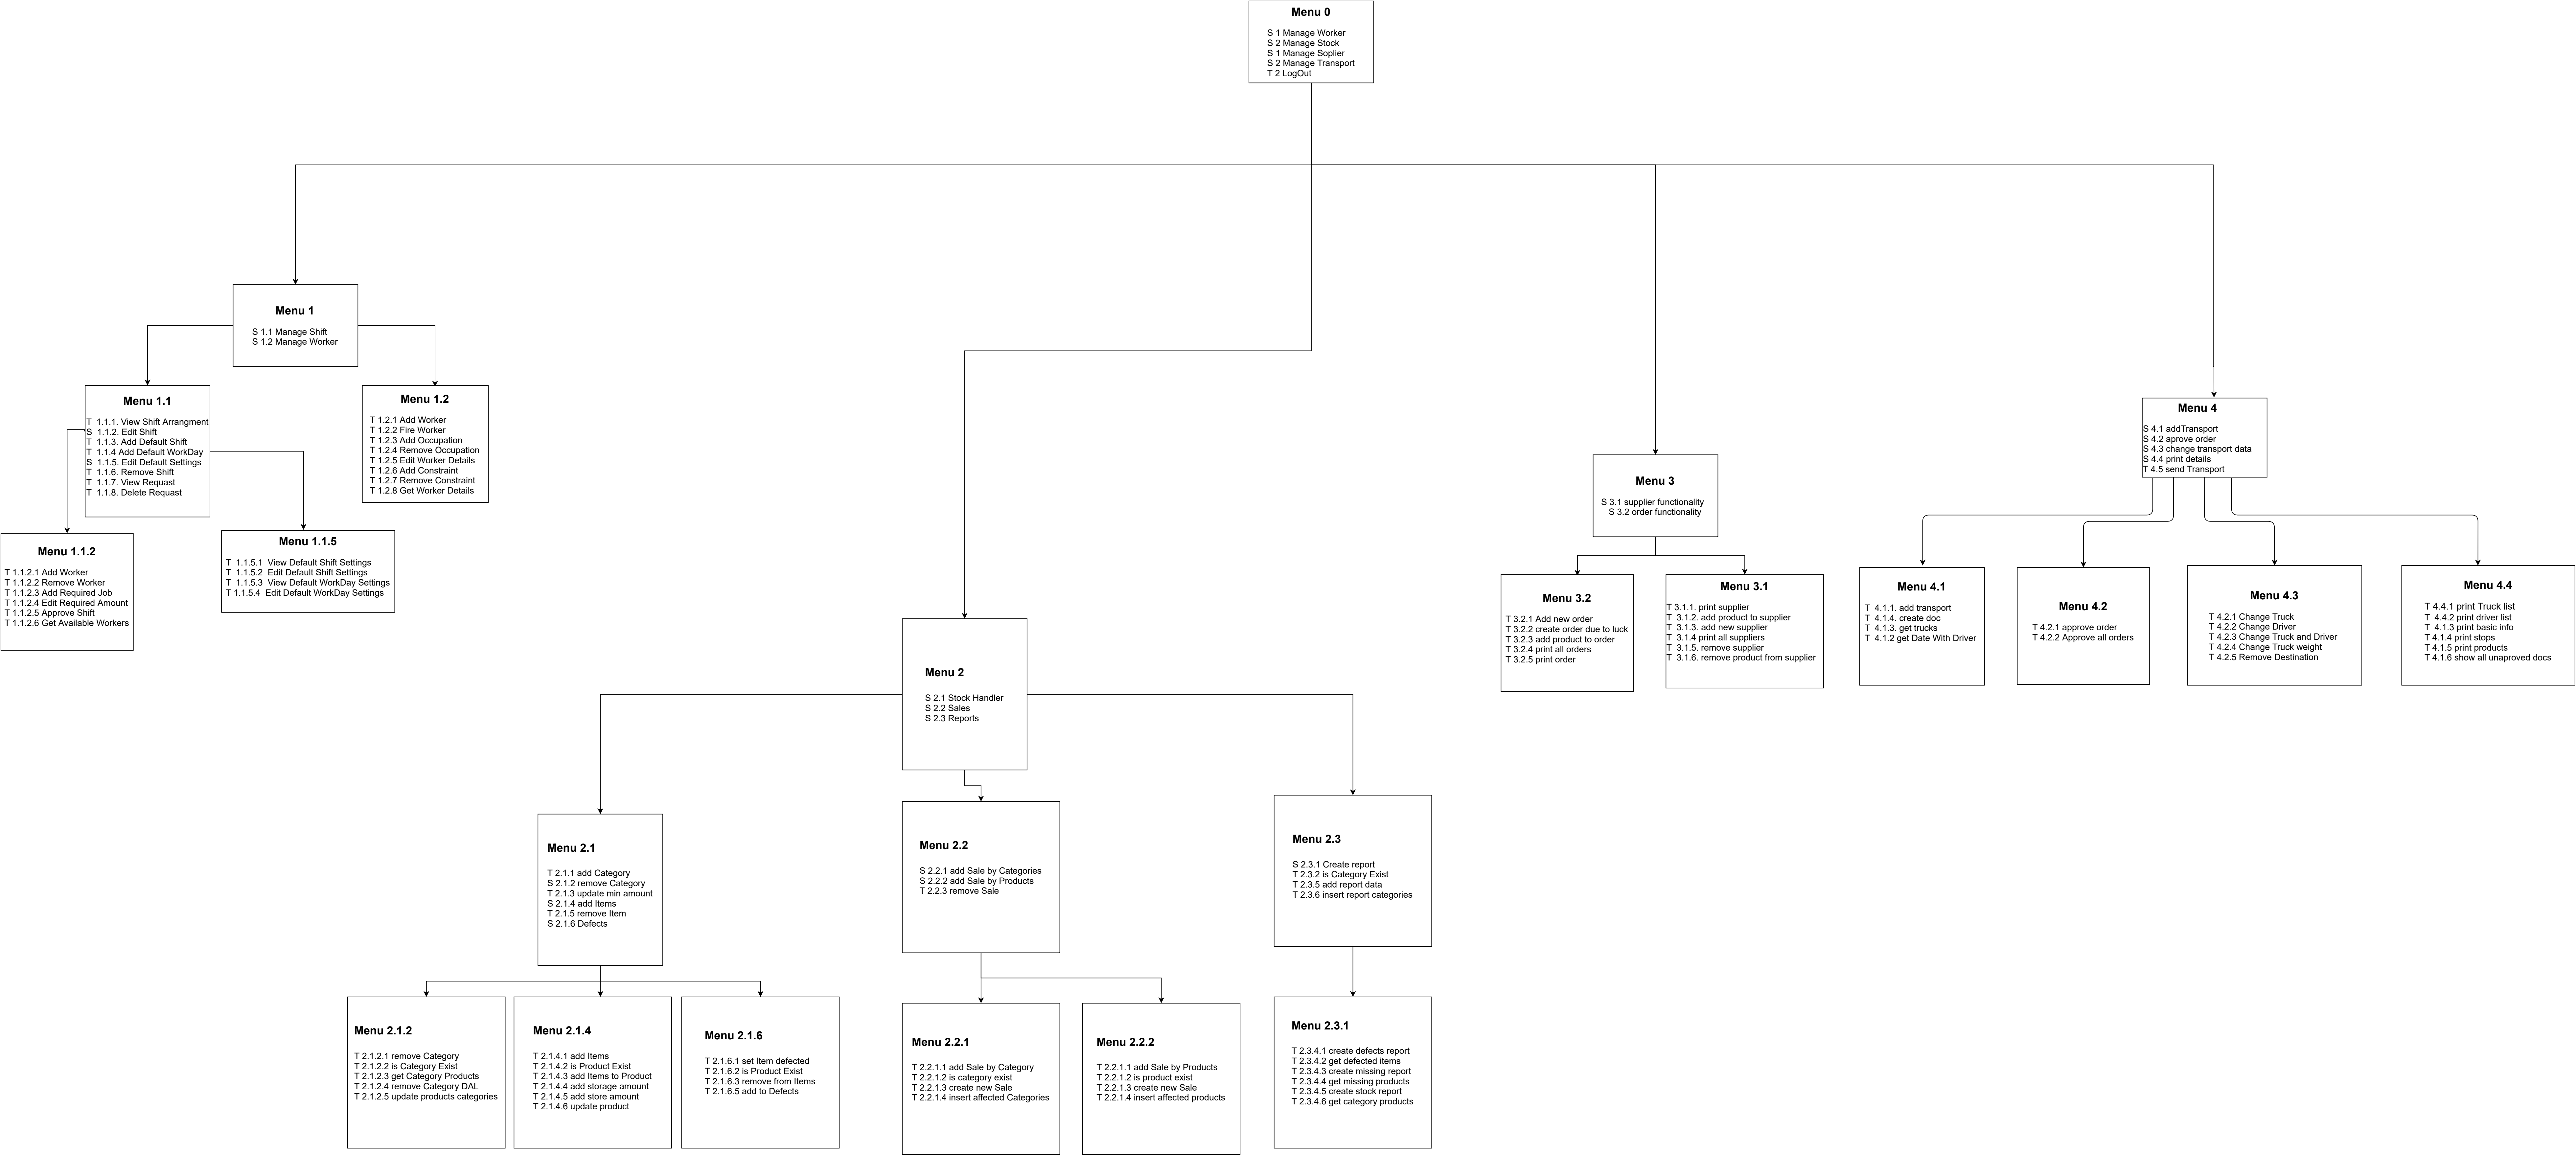 Menu 0
S 1 Manage Worker
S 2 Manage Stock
S 1 Manage Soplier
S 2 Manage Transport
T 2 LogOut
Menu 1
S 1.1 Manage Shift
S 1.2 Manage Worker
Menu 1.1
T 1.1.1. View Shift Arrangment
S 1.1.2. Edit Shift
T 1.1.3. Add Default Shift
T 1.1.4 Add Default WorkDay
S 1.1.5. Edit Default Settings
T 1.1.6. Remove Shift
T 1.1.7. View Requast
T 1.1.8. Delete Requast
Menu 1.2
T 1.2.1 Add Worker
T 1.2.2 Fire Worker
T 1.2.3 Add Occupation
T 1.2.4 Remove Occupation
T 1.2.5 Edit Worker Details
T 1.2.6 Add Constraint
T 1.2.7 Remove Constraint
T 1.2.8 Get Worker Details
Menu 1.1.2
T 1.1.2.1 Add Worker
T 1.1.2.2 Remove Worker
T 1.1.2.3 Add Required Job
T 1.1.2.4 Edit Required Amount
T 1.1.2.5 Approve Shift
T 1.1.2.6 Get Available Workers
Menu 1.1.5
T 1.1.5.1 View Default Shift Settings
T 1.1.5.2 Edit Default Shift Settings
T 1.1.5.3 View Default WorkDay Settings
T 1.1.5.4 Edit Default WorkDay Settings
Menu 2
S 2.1 Stock Handler
S 2.2 Sales
S 2.3 Reports
Menu 2.1
T 2.1.1 add Category
S 2.1.2 remove Category
T 2.1.3 update min amount
S 2.1.4 add Items
T 2.1.5 remove Item
S 2.1.6 Defects
Menu 2.2
S 2.2.1 add Sale by Categories
S 2.2.2 add Sale by Products
T 2.2.3 remove Sale
Menu 2.3
S 2.3.1 Create report
T 2.3.2 is Category Exist
T 2.3.5 add report data
T 2.3.6 insert report categories
Menu 2.1.2
T 2.1.2.1 remove Category
T 2.1.2.2 is Category Exist
T 2.1.2.3 get Category Products
T 2.1.2.4 remove Category DAL
T 2.1.2.5 update products categories
Menu 2.1.4
T 2.1.4.1 add Items
T 2.1.4.2 is Product Exist
T 2.1.4.3 add Items to Product
T 2.1.4.4 add storage amount
T 2.1.4.5 add store amount
T 2.1.4.6 update product
Menu 2.1.6
T 2.1.6.1 set Item defected
T 2.1.6.2 is Product Exist
T 2.1.6.3 remove from Items
T 2.1.6.5 add to Defects
Menu 2.2.1
T 2.2.1.1 add Sale by Category
T 2.2.1.2 is category exist
T 2.2.1.3 create new Sale
T 2.2.1.4 insert affected Categories
Menu 2.2.2
T 2.2.1.1 add Sale by Products
T 2.2.1.2 is product exist
T 2.2.1.3 create new Sale
T 2.2.1.4 insert affected products
Menu 2.3.1
T 2.3.4.1 create defects report
T 2.3.4.2 get defected items
T 2.3.4.3 create missing report
T 2.3.4.4 get missing products
T 2.3.4.5 create stock report
T 2.3.4.6 get category products
Menu 3
S 3.1 supplier functionality
S 3.2 order functionality
Menu 3.2
T 3.2.1 Add new order
T 3.2.2 create order due to luck
T 3.2.3 add product to order
T 3.2.4 print all orders
T 3.2.5 print order
Menu 3.1
T 3.1.1. print supplier
T 3.1.2. add product to supplier
T 3.1.3. add new supplier
T 3.1.4 print all suppliers
T 3.1.5. remove supplier
T 3.1.6. remove product from supplier
Menu 4
S 4.1 addTransport
S 4.2 aprove order
S 4.3 change transport data
S 4.4 print details
T 4.5 send Transport
Menu 4.1
T 4.1.1. add transport
T 4.1.4. create doc
T 4.1.3. get trucks
T 4.1.2 get Date With Driver
Menu 4.2
T 4.2.1 approve order
T 4.2.2 Approve all orders
Menu 4.3
T 4.2.1 Change Truck
T 4.2.2 Change Driver
T 4.2.3 Change Truck and Driver
T 4.2.4 Change Truck weight
T 4.2.5 Remove Destination
Menu 4.4
T 4.4.1 print Truck list
T 4.4.2 print driver list
T 4.1.3 print basic info
T 4.1.4 print stops
T 4.1.5 print products
T 4.1.6 show all unaproved docs